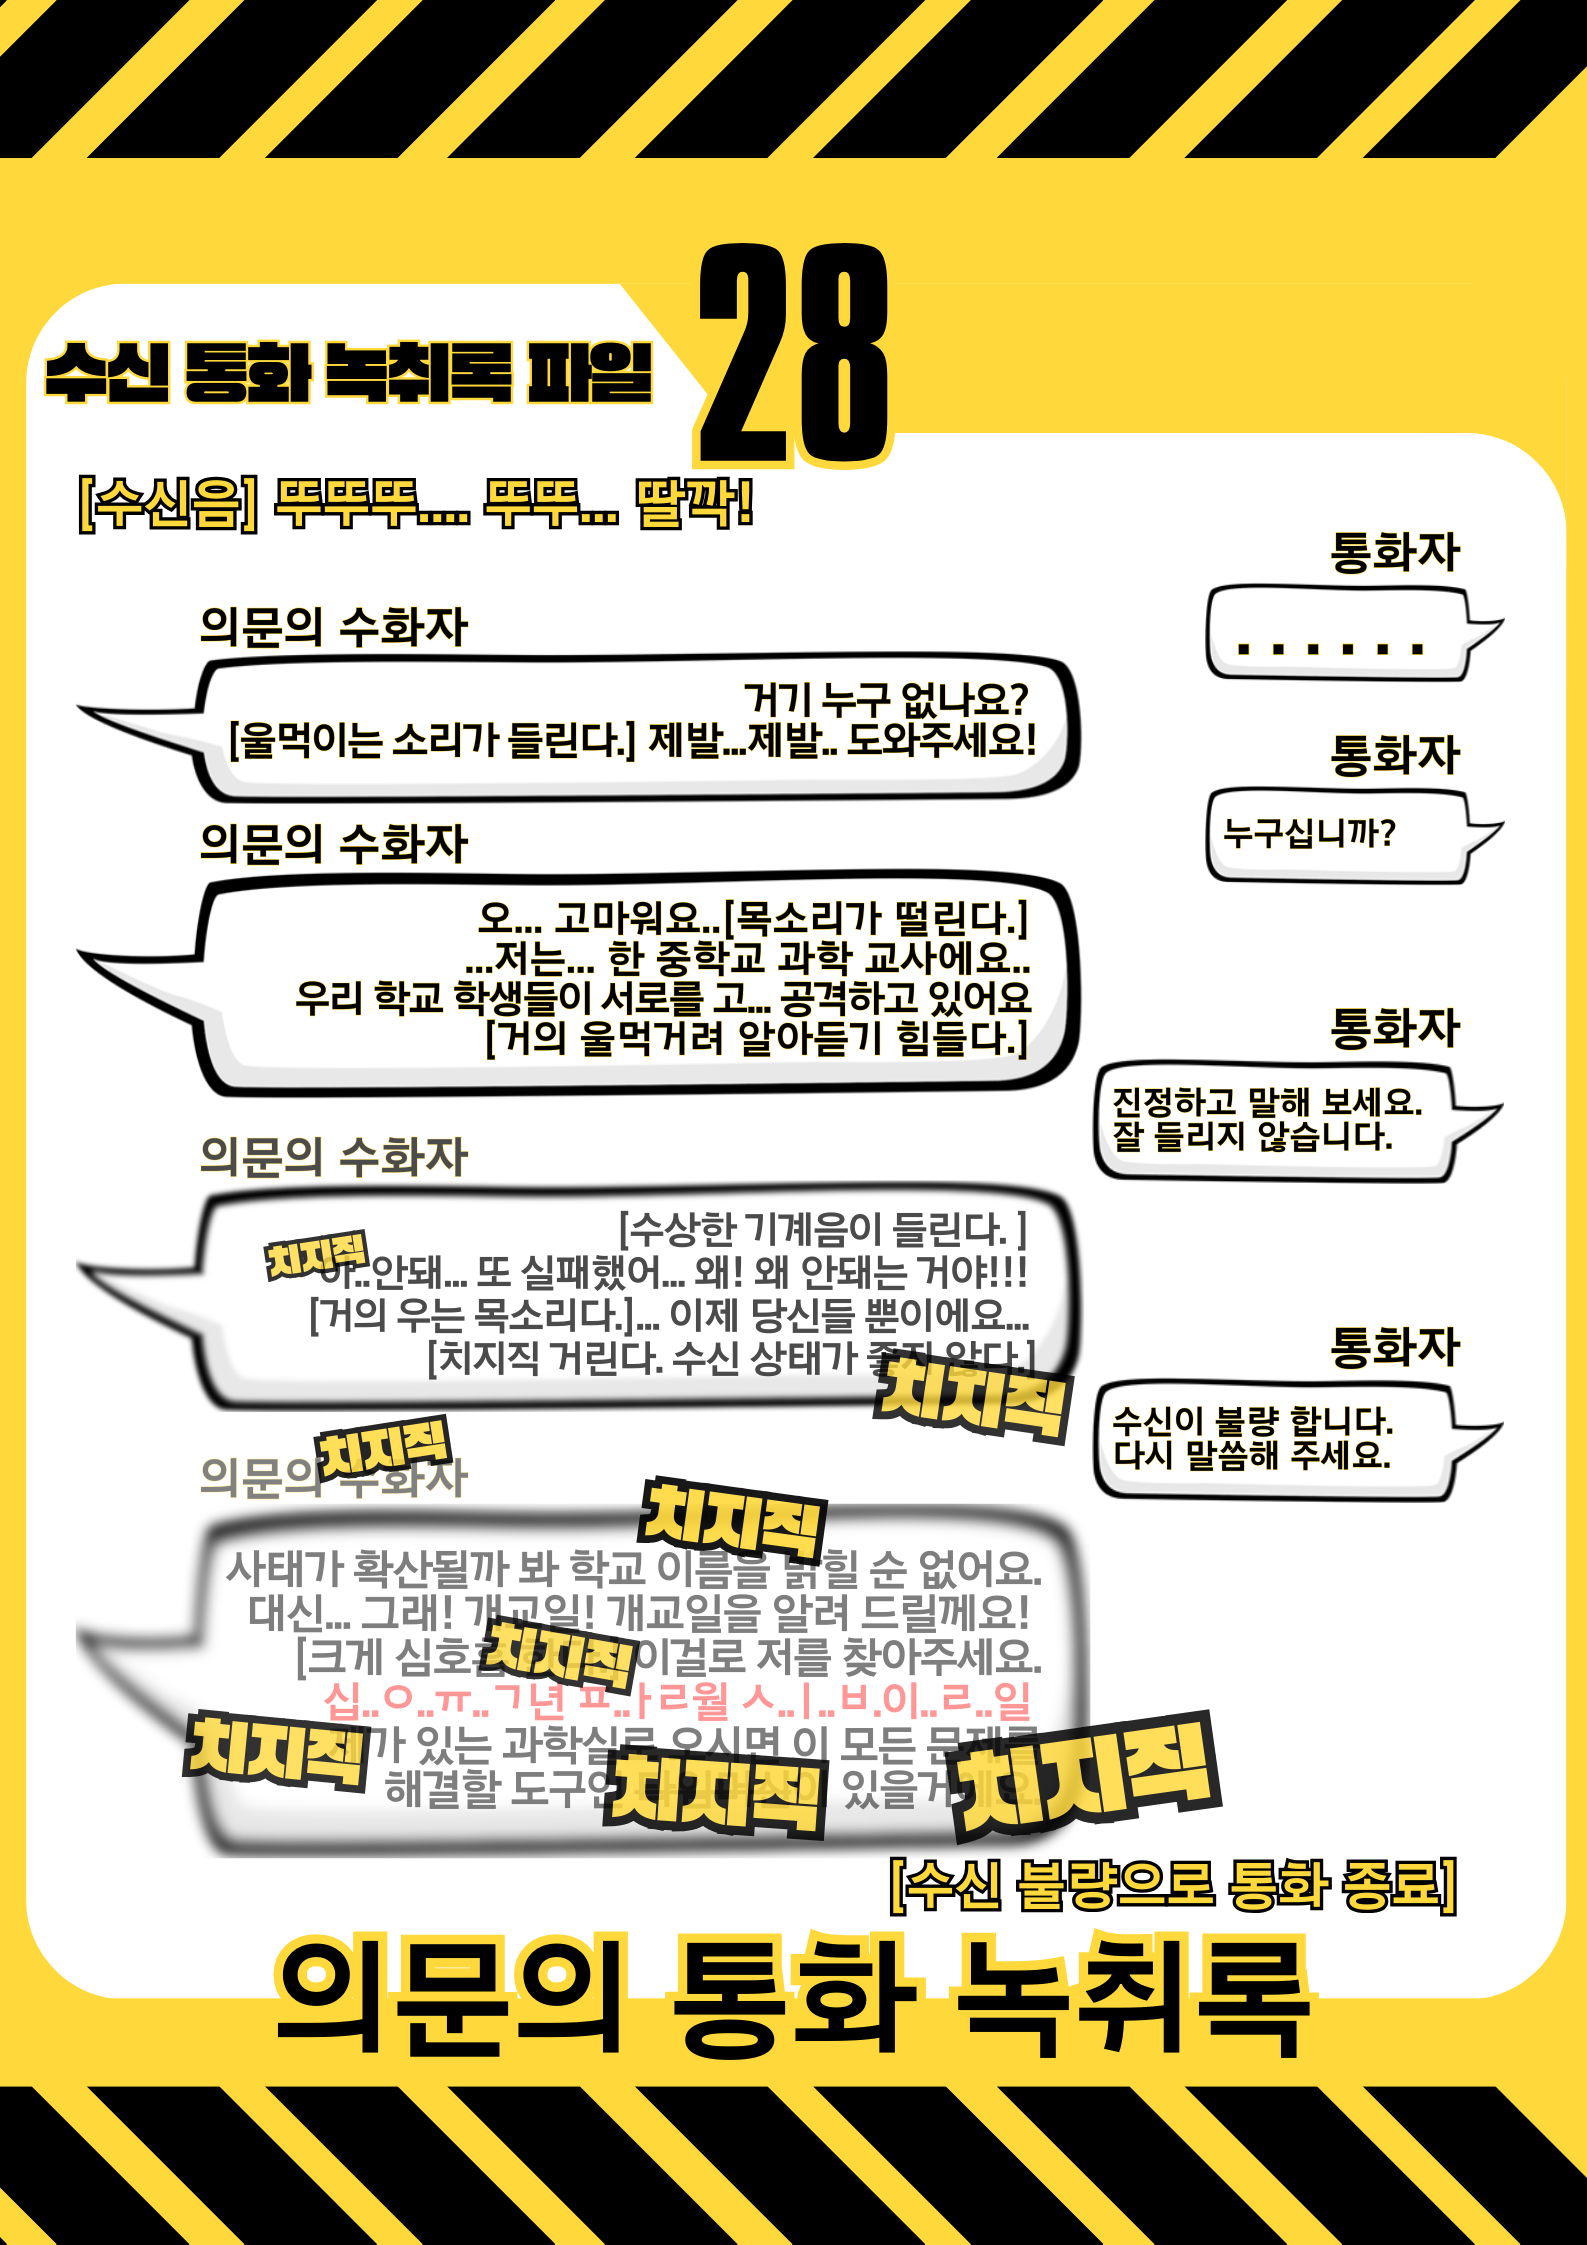 28
수신 통화 녹취록 파일
[수신음] 뚜뚜뚜.... 뚜뚜... 딸깍!
통화자
......
의문의 수화자
거기 누구 없나요?
[울먹이는 소리가 들린다.] 제발...제발.. 도와주세요!
통화자
누구십니까?
의문의 수화자
오... 고마워요..[목소리가 떨린다.]
...저는... 한 중학교 과학 교사에요..
우리 학교 학생들이 서로를 고... 공격하고 있어요
[거의 울먹거려 알아듣기 힘들다.]
통화자
진정하고 말해 보세요.
잘 들리지 않습니다.
의문의 수화자
[수상한 기계음이 들린다. ]
치지직
아..안돼... 또 실패했어... 왜! 왜 안돼는 거야!!!
[거의 우는 목소리다.]... 이제 당신들 뿐이에요...
[치지직 거린다. 수신 상태가 좋지 않다.]
치지직
통화자
수신이 불량 합니다.
다시 말씀해 주세요.
치지직
의문의 수화자
치지직
사태가 확산될까 봐 학교 이름을 밝힐 순 없어요.
대신... 그래! 개교일! 개교일을 알려 드릴께요!
치지직
[크게 심호흡 한다.] 이걸로 저를 찾아주세요.
십..ㅇ..ㅠ..ㄱ년 ㅍ..ㅏㄹ월 ㅅ..ㅣ..ㅂ.이..ㄹ..일
치지직
제가 있는 과학실로 오시면 이 모든 문제를
치지직
치지직
해결할 도구인 타임머신이 있을거에요.
[수신 불량으로 통화 종료]
의문의 통화 녹취록